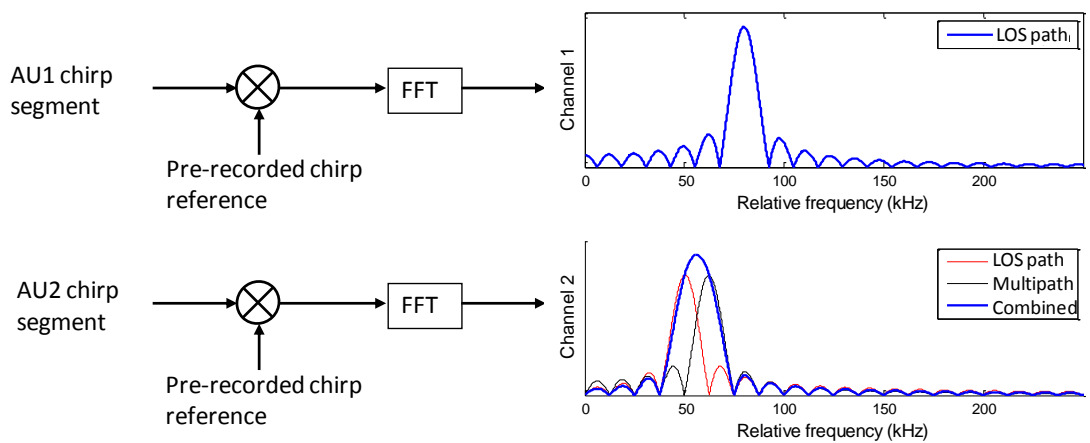 AU1 chirp
segment
FFT
Pre-recorded chirp
reference
Channel 1
LOS path
0 50 100 150 200
Relative frequency (kHz)
AU2 chirp
segment
FFT
Pre-recorded chirp
reference
Channel 2
LOS path
Multipath
Combined
0 50 100 150 200
Relative frequency (kHz)